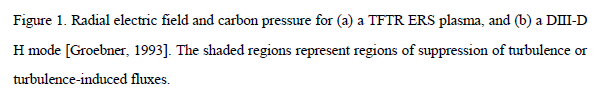 Figure 1. Radial electric field and carbon pressure for (a) a TFTR ERS plasma, and (b) a DIII-D
H mode [Groebner, 1993]. The shaded regions represent regions of suppression of turbulence or
turbulence-induced fluxes.